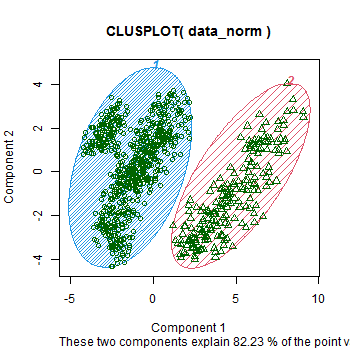 CLUSPLOT( data_norm )
1
2
4
2
0
-2
-4
Component 2
-5
0
5
10
Component 1
These two components explain 82.23 % of the point v